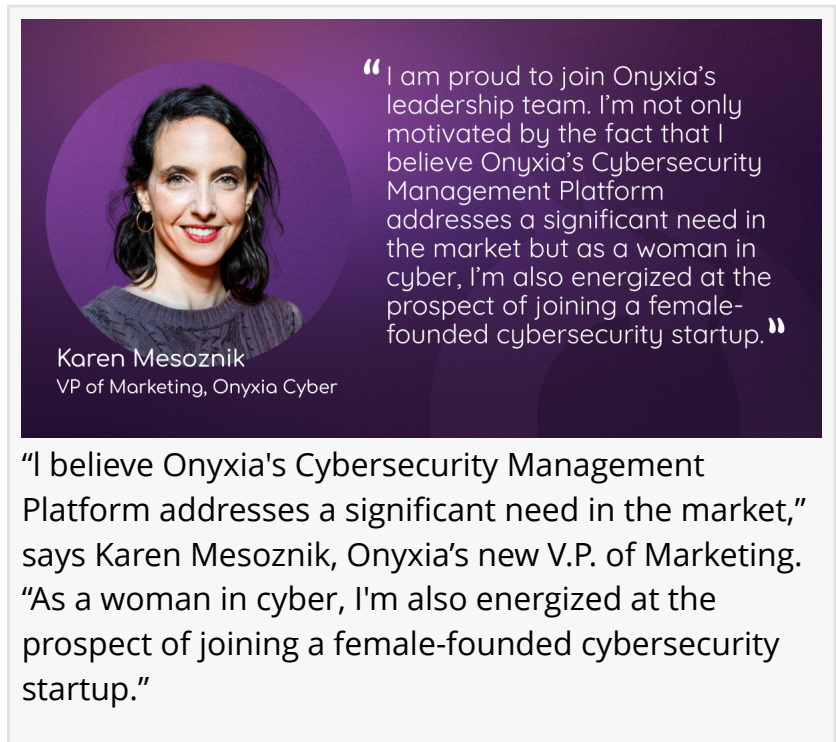 “I am proud to join Onyxia’s
leadership team. I’m not only
motivated by the fact that I
believe Onyxia’s Cybersecurity
Management Platform
addresses a significant need in
the market but as a woman in
cyber, I’m also energized at the
prospect of joining a female-
founded cybersecurity startup.”
Karen Mesoznik
VP of Marketing, Onyxia Cyber
“I believe Onyxia's Cybersecurity Management
Platform addresses a significant need in the market,”
says Karen Mesoznik, Onyxia’s new V.P. of Marketing.
“As a woman in cyber, I'm also energized at the
prospect of joining a female-founded cybersecurity
startup.”